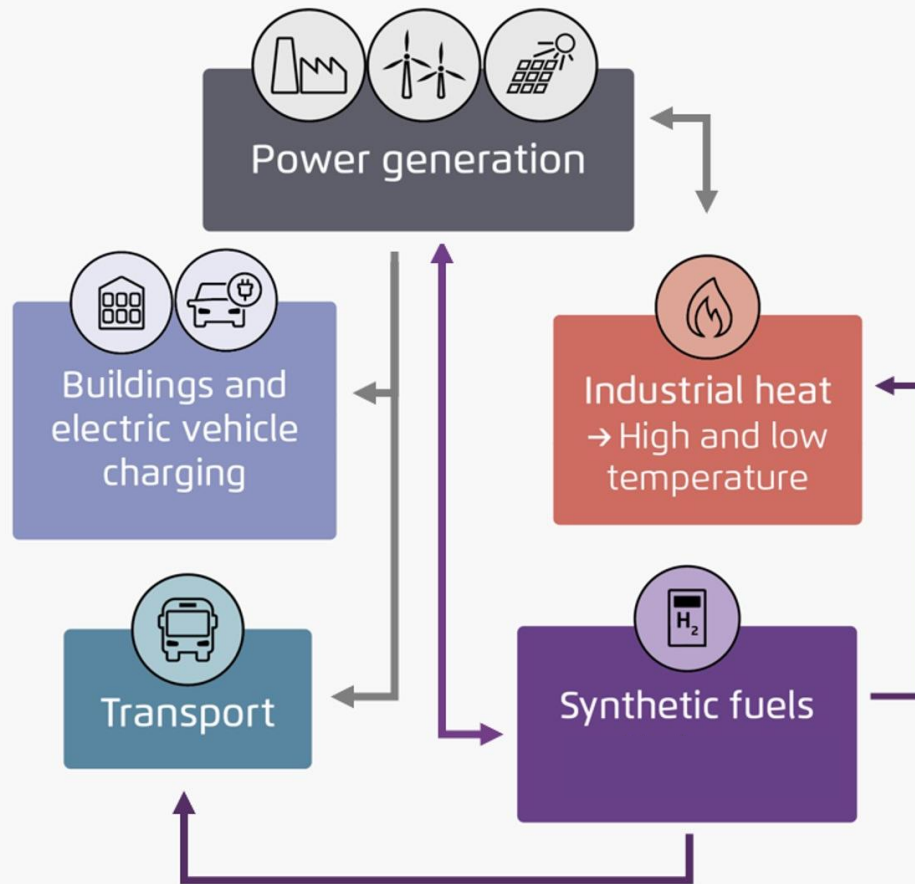 Power generation
Buildings and
electric vehicle
charging
Industrial heat
→ High and low
temperature
H₂
Transport
Synthetic fuels